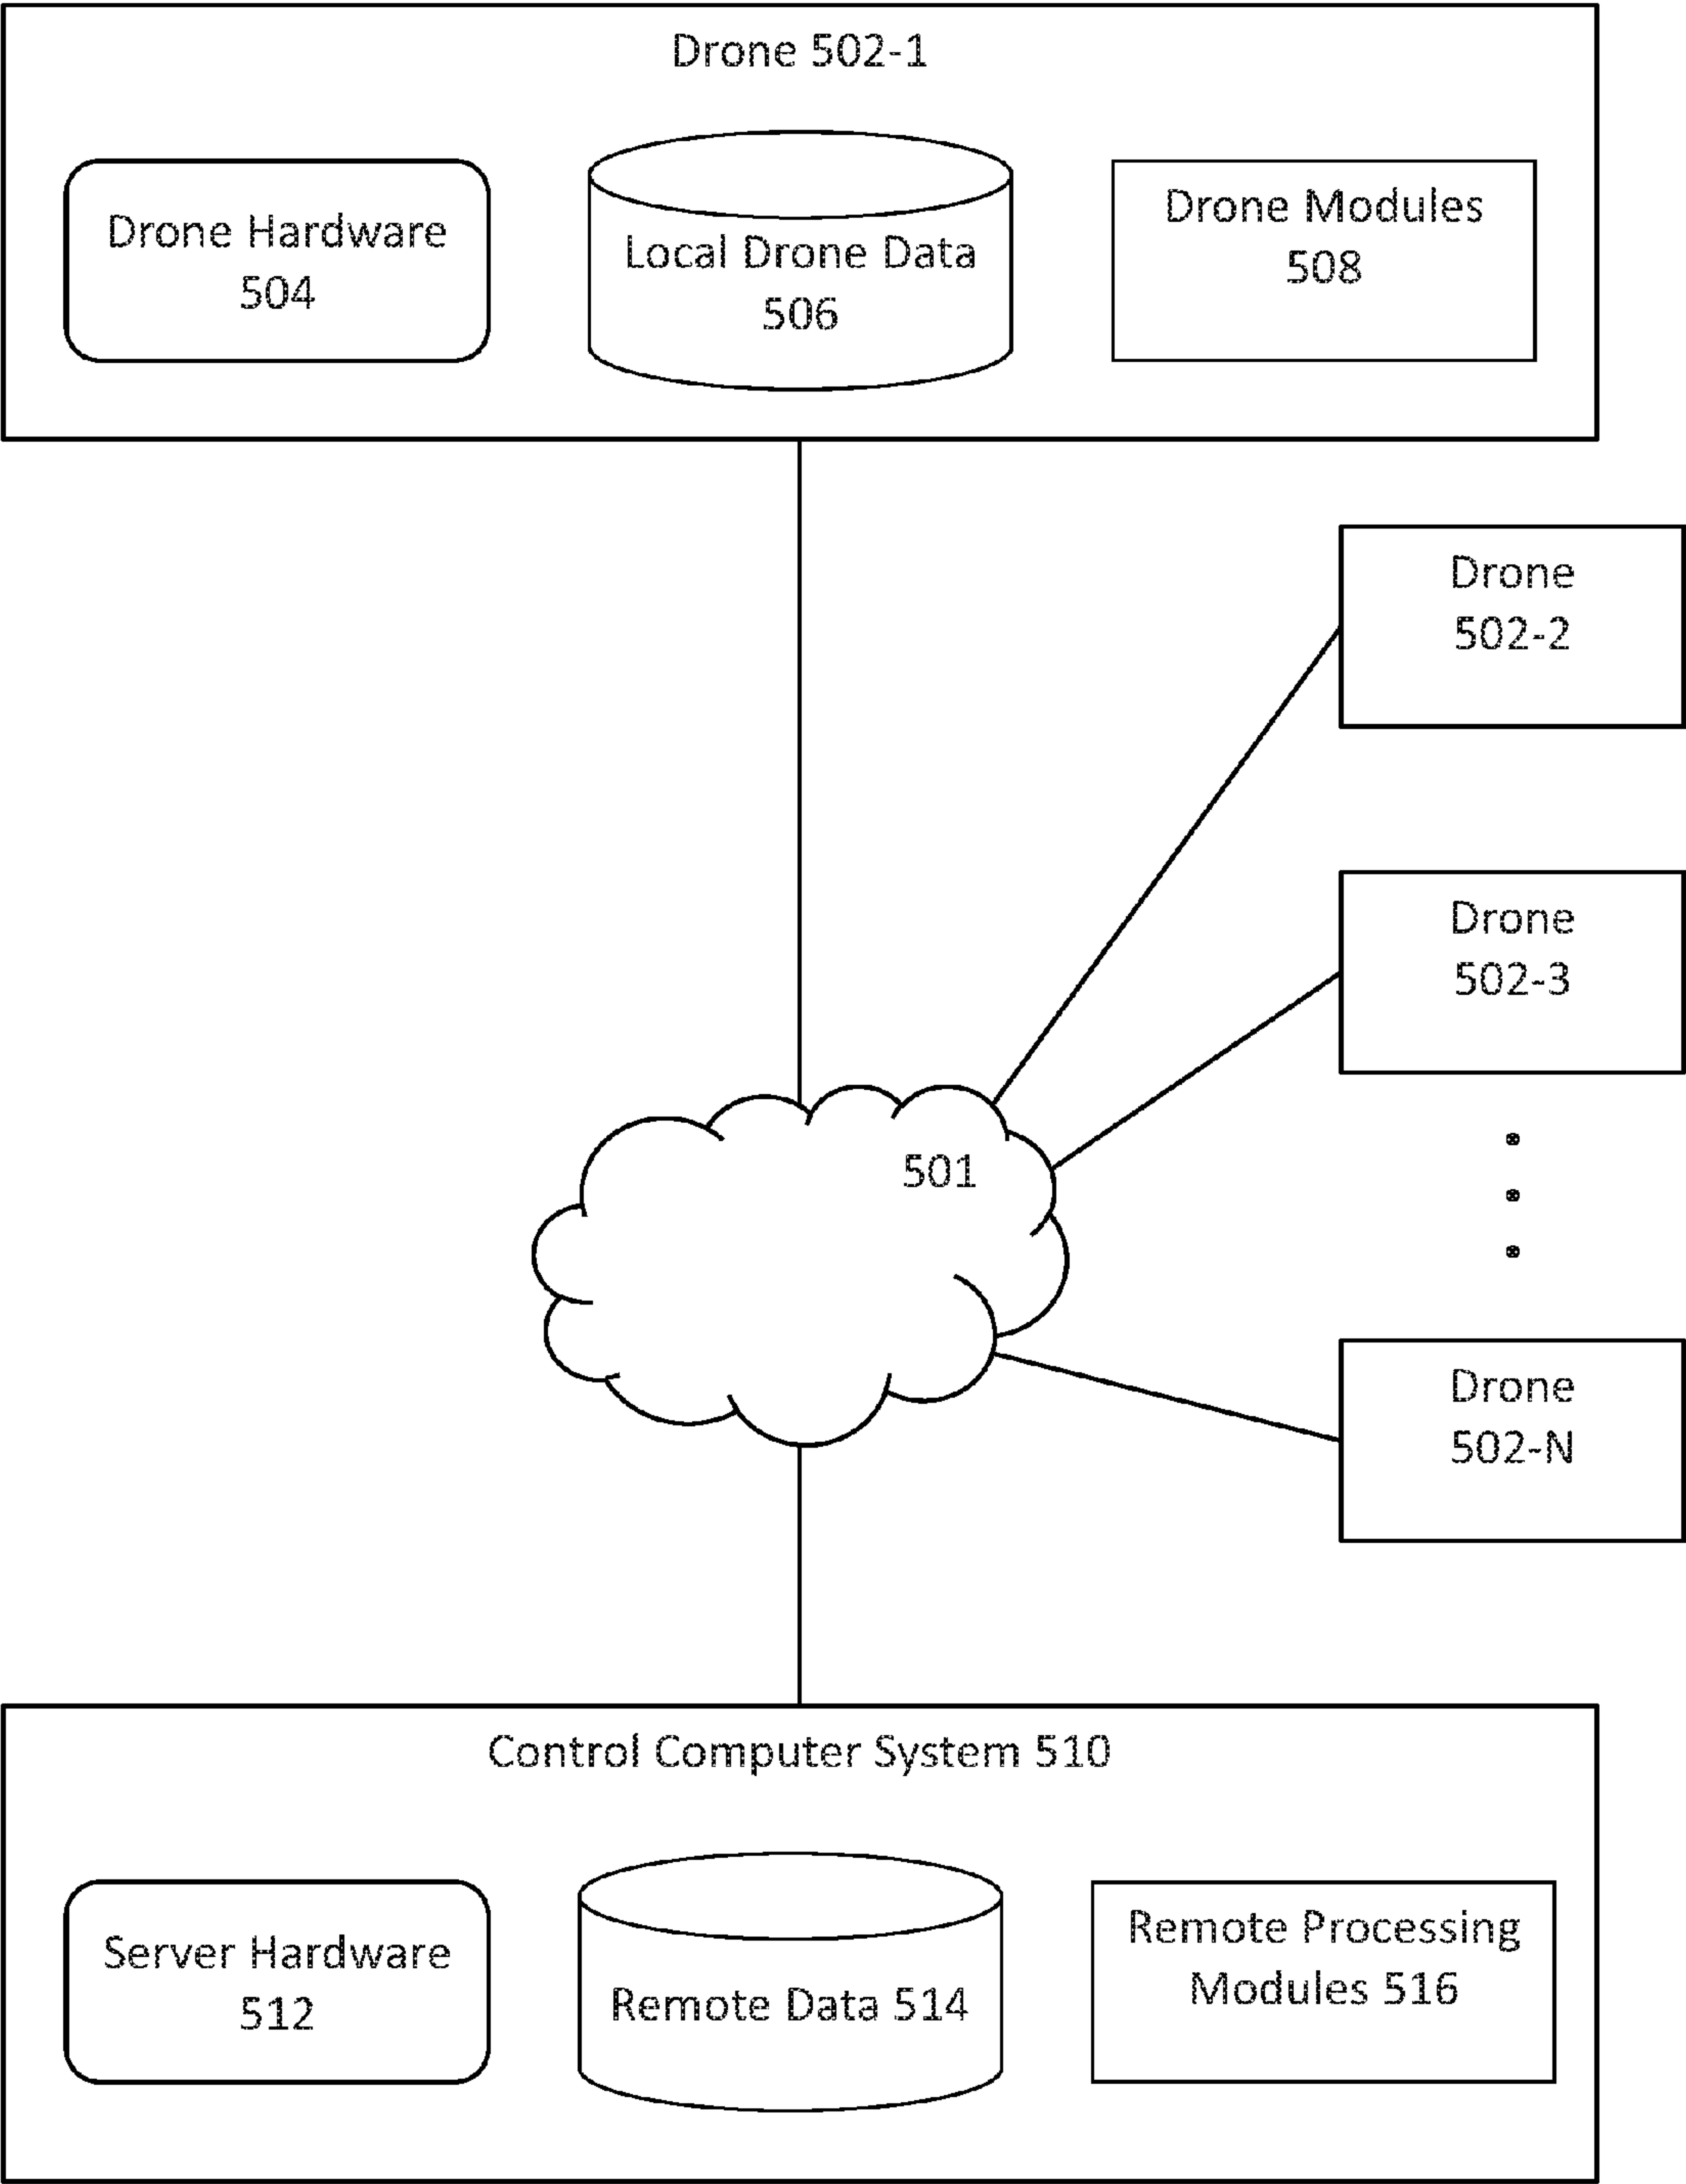 Drone 502-1
Drone Hardware
504
Local Drone Data
506
Drone Modules
508
Drone
502-2
Drone
502-3
501
Drone
502-N
Control Computer System 510
Server Hardware
512
Remote Data 514
Remote Processing
Modules 516